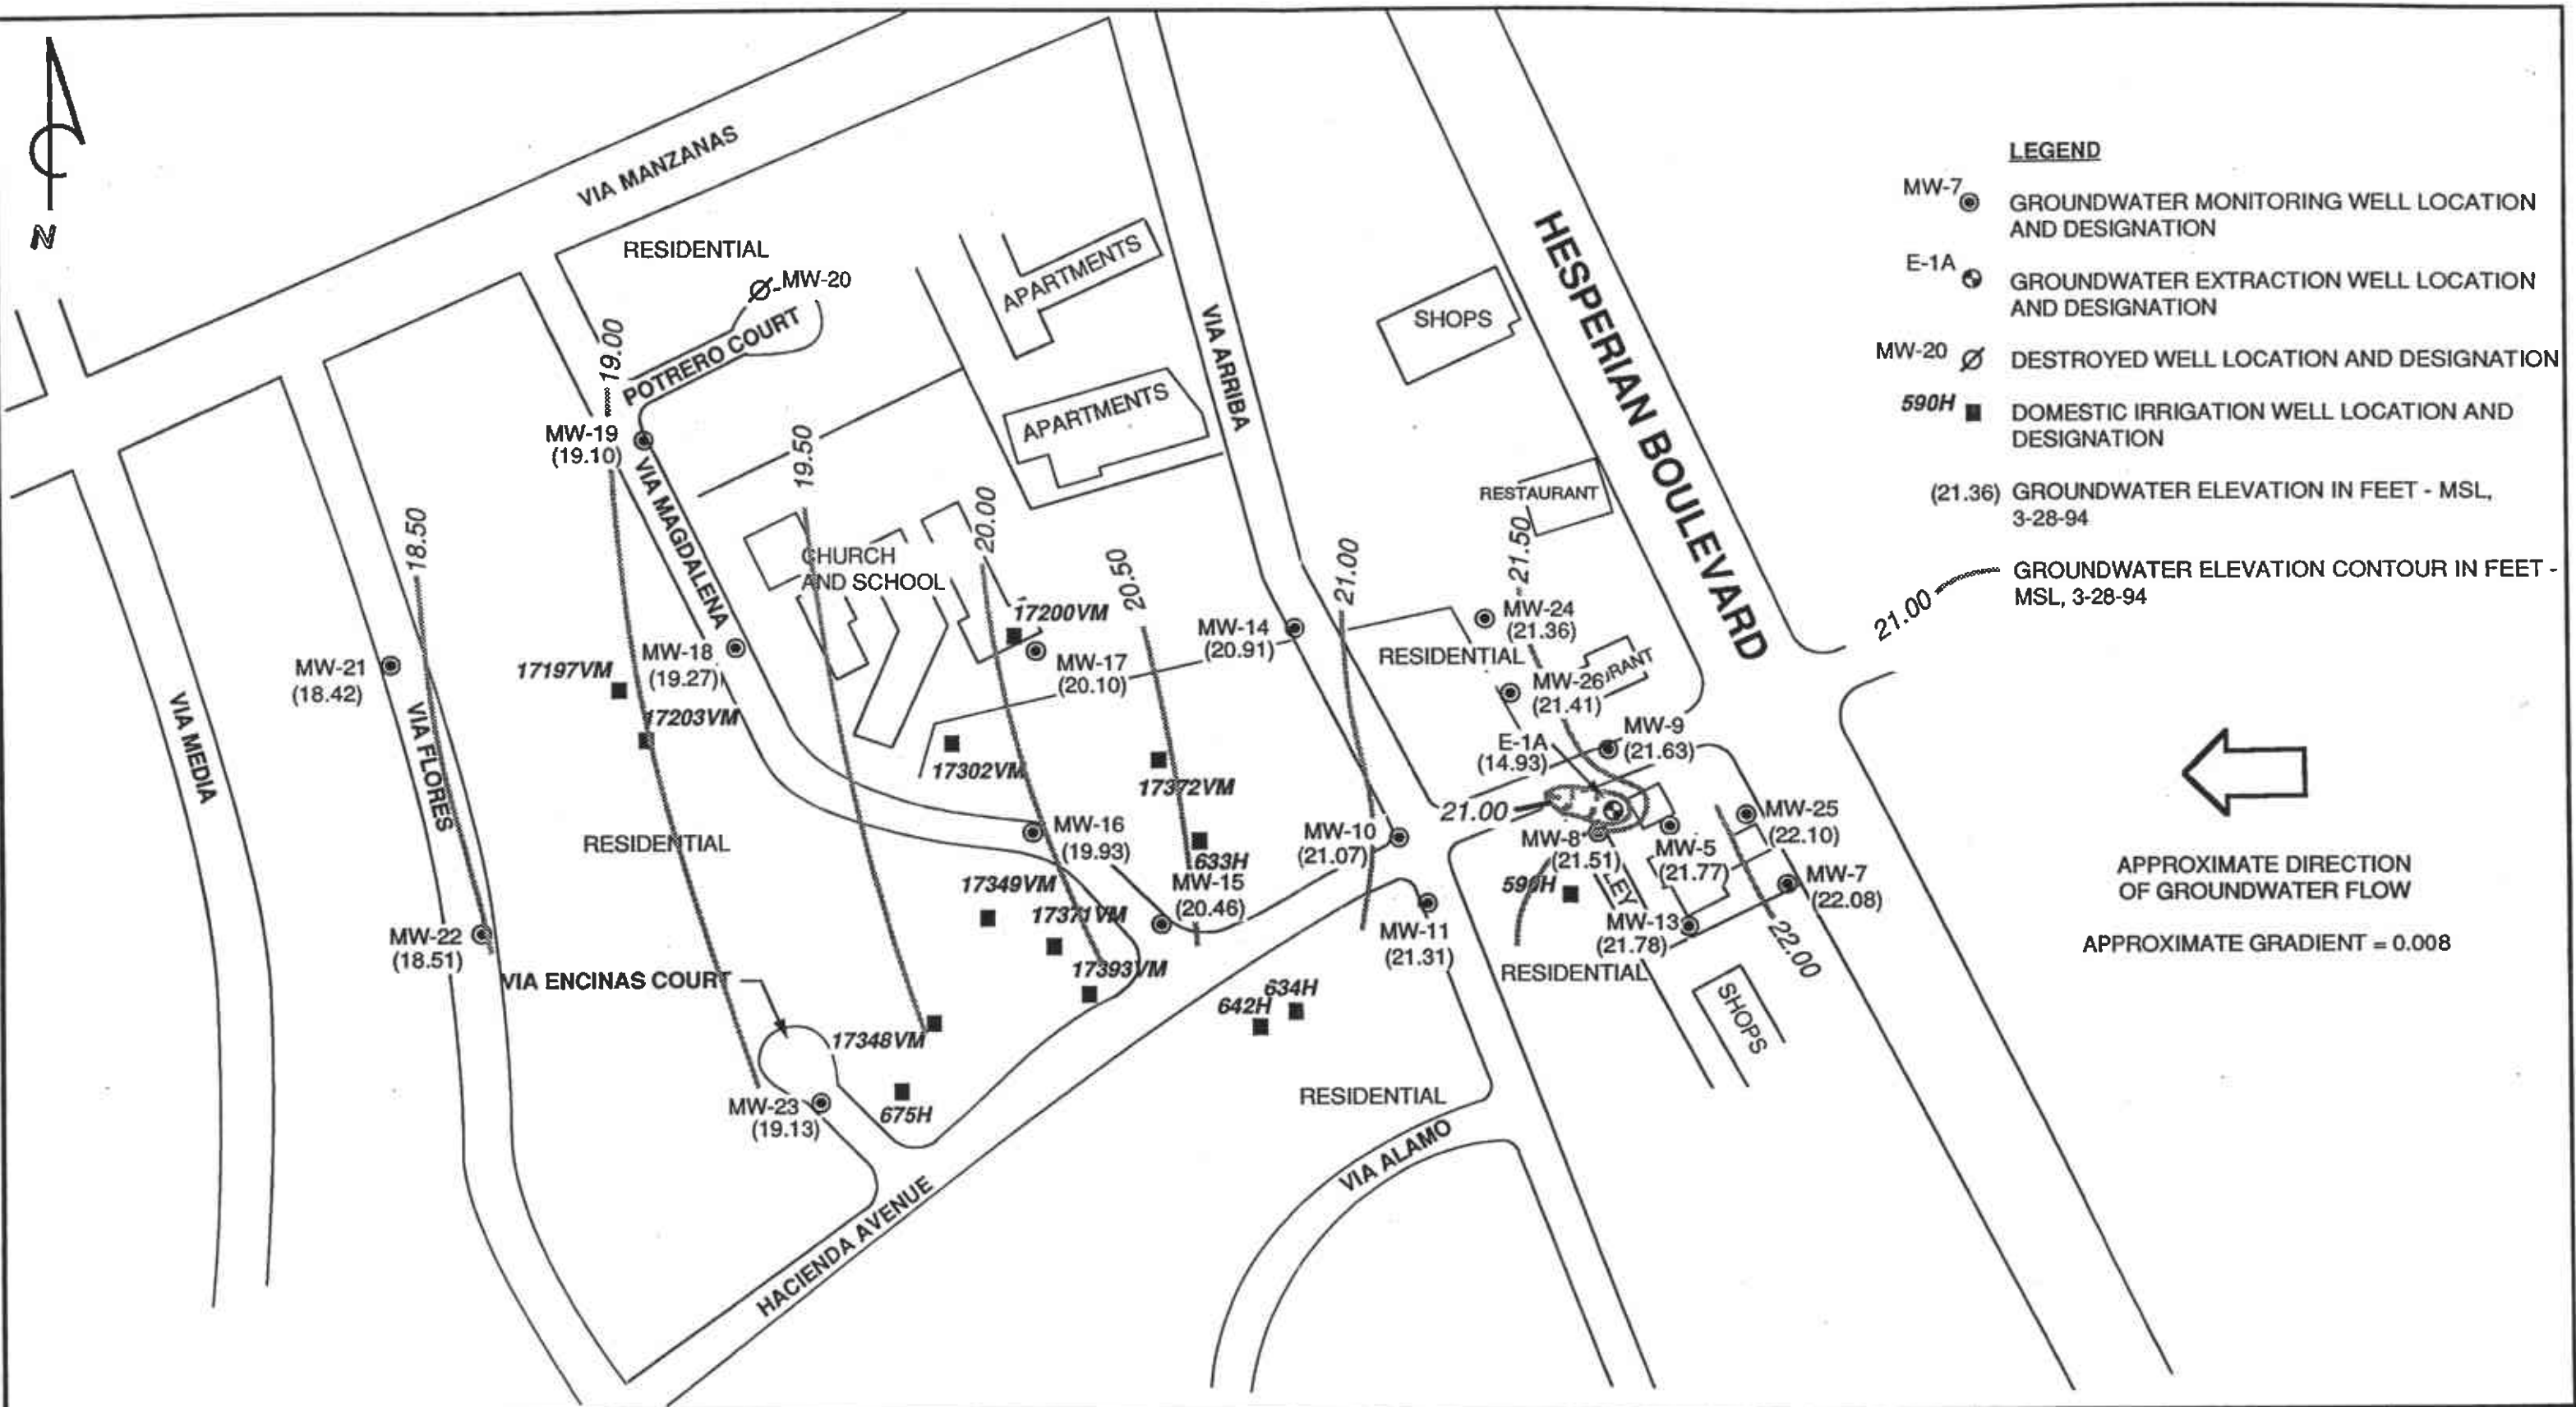 N
VIA MANZANAS
RESIDENTIAL
MW-20
POTRERO COURT
19.00
MW-19
(19.10)
VIA MAGDALENA
APARTMENTS
APARTMENTS
VIA ARRIBA
SHOPS
HESPERIAN BOULEVARD
RESTAURANT
18.50
19.50
20.00
20.50
21.00
21.50
CHURCH
AND SCHOOL
17200VM
MW-17
(20.10)
MW-14
(20.91)
MW-24
(21.36)
RESIDENTIAL
MW-26
(21.41)
MW-21
(18.42)
17197VM
MW-18
(19.27)
17203VM
VIA MEDIA
VIA FLORES
17302VM
17372VM
MW-9
(21.63)
E-1A
(14.93)
21.00
MW-25
(22.10)
RESIDENTIAL
MW-16
(19.93)
633H
MW-10
(21.07)
MW-8
(21.51)
MW-5
(21.77)
MW-7
(22.08)
17349VM
17371VM
MW-15
(20.46)
590H
MW-11
(21.31)
MW-13
(21.78)
22.00
MW-22
(18.51)
VIA ENCINAS COURT
17393VM
RESIDENTIAL
642H
634H
SHOPS
17348VM
MW-23
(19.13)
675H
RESIDENTIAL
VIA ALAMO
HACIENDA AVENUE
LEGEND
MW-7
GROUNDWATER MONITORING WELL LOCATION
AND DESIGNATION
E-1A
GROUNDWATER EXTRACTION WELL LOCATION
AND DESIGNATION
MW-20
DESTROYED WELL LOCATION AND DESIGNATION
590H
DOMESTIC IRRIGATION WELL LOCATION AND
DESIGNATION
(21.36) GROUNDWATER ELEVATION IN FEET - MSL,
3-28-94
21.00
GROUNDWATER ELEVATION CONTOUR IN FEET -
MSL, 3-28-94
APPROXIMATE DIRECTION
OF GROUNDWATER FLOW
APPROXIMATE GRADIENT = 0.008